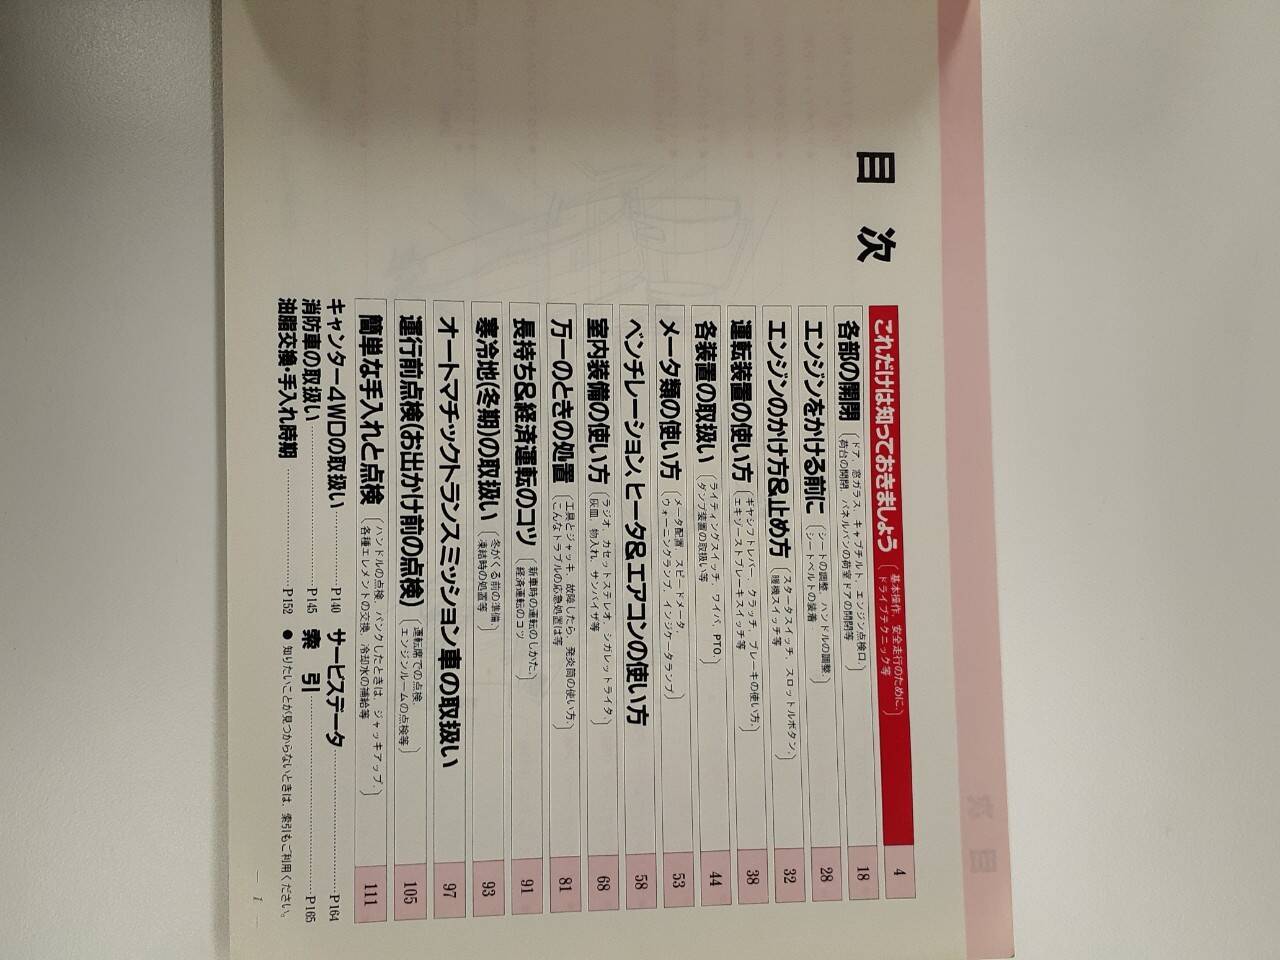 目次
これだけは知っておきましょう（基本操作、安全走行のために、ドライブテクニック等） 4
各部の開閉（ドア、窓ガラス、キャブチルト、エンジン点検口、荷台の開閉、パネルバンの荷室ドアの開閉等） 18
エンジンをかける前に（シートの調整、ハンドルの調整、シートベルトの装着） 28
エンジンのかけ方&止め方（スタータスイッチ、スロットルボタン、暖機スイッチ等） 32
運転装置の使い方（ギヤシフトレバー、クラッチ、ブレーキの使い方、エキゾーストブレーキスイッチ等） 38
各装置の取扱い（ライティングスイッチ、ワイパ、PTO、ダンプ装置の取扱い等） 44
メータ類の使い方（メータ配置、スピードメータ、ウォーニングランプ、インジケータランプ） 53
ベンチレーション、ヒータ&エアコンの使い方 58
室内装備の使い方（ラジオ、カセットステレオ、シガレットライタ、灰皿、物入れ、サンバイザ等） 68
万一のときの処置（工具とジャッキ、故障したら、発炎筒の使い方、こんなトラブルの応急処置は等） 81
長持ち&経済運転のコツ（新車時の運転のしかた、経済運転のコツ） 91
寒冷地(冬期)の取扱い（冬がくる前の準備、凍結時の処置等） 93
オートマチックトランスミッション車の取扱い 97
運行前点検(お出かけ前の点検)（運転席での点検、エンジンルームの点検等） 105
簡単な手入れと点検（ハンドルの点検、パンクしたときは、ジャッキアップ、各種エレメントの交換、冷却水の補給等） 111
キャンター4WDの取扱い P140
消防車の取扱い P145
油脂交換・手入れ時期 P152
サービスデータ P164
索引 P165
● 知りたいことが見つからないときは、索引もご利用ください。
— 1 —